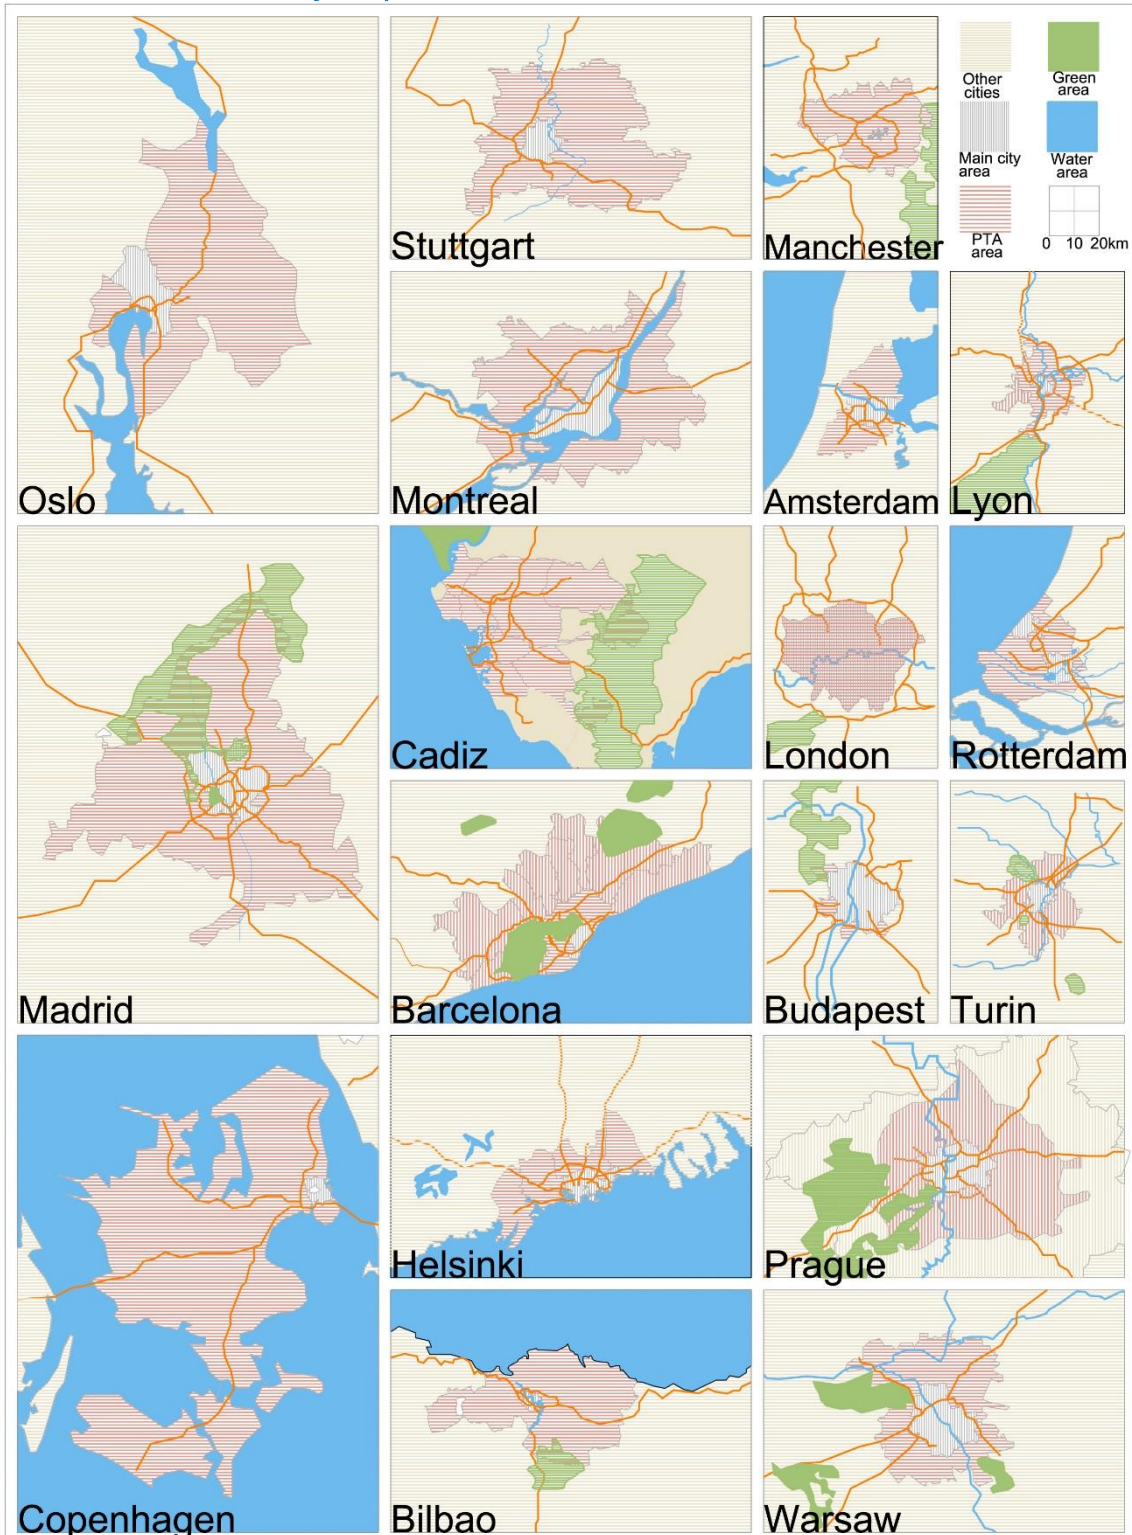 Other
cities
Green
area
Main city
area
Water
area
PTA
area
0 10 20km
Stuttgart
Manchester
Oslo
Montreal
Amsterdam
Lyon
Cadiz
London
Rotterdam
Madrid
Barcelona
Budapest
Turin
Helsinki
Prague
Copenhagen
Bilbao
Warsaw